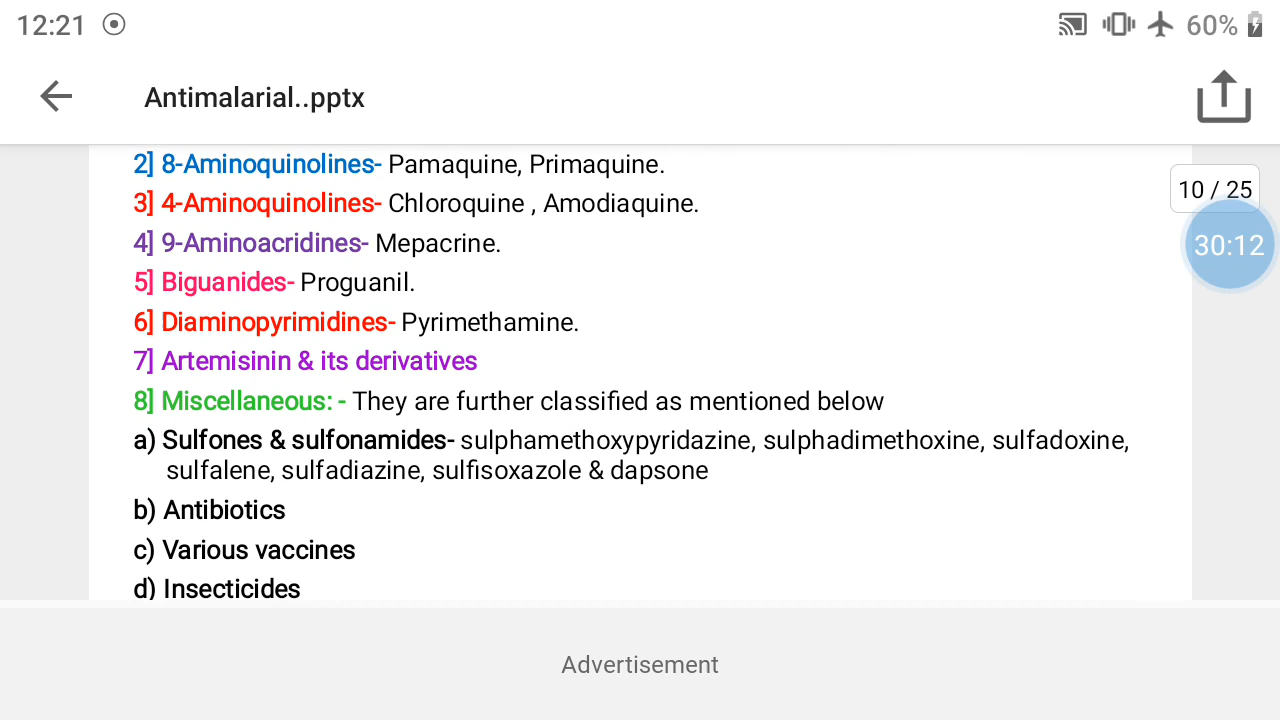 12:21
60%
Antimalarial..pptx
2] 8-Aminoquinolines- Pamaquine, Primaquine.
10 / 25
3] 4-Aminoquinolines- Chloroquine , Amodiaquine.
30:12
4] 9-Aminoacridines- Mepacrine.
5] Biguanides- Proguanil.
6] Diaminopyrimidines- Pyrimethamine.
7] Artemisinin & its derivatives
8] Miscellaneous: - They are further classified as mentioned below
a) Sulfones & sulfonamides- sulphamethoxypyridazine, sulphadimethoxine, sulfadoxine,
sulfalene, sulfadiazine, sulfisoxazole & dapsone
b) Antibiotics
c) Various vaccines
d) Insecticides
Advertisement